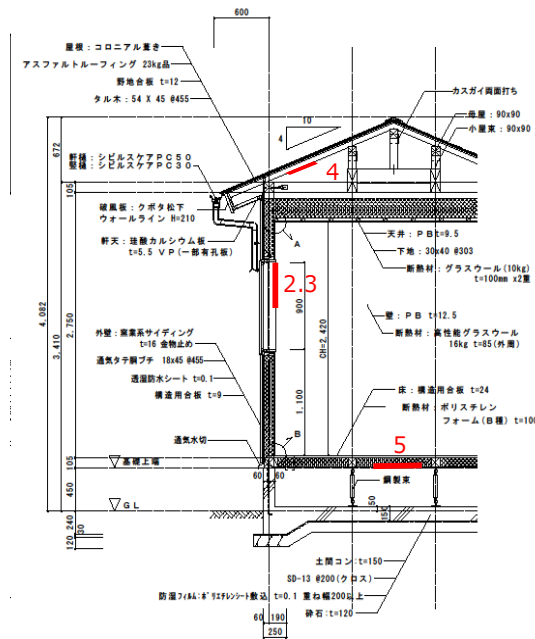 600
屋根：コロニアル葺き
アスファルトルーフィング 23kg品
野地合板 t=12
タル木：54 X 45 @455
カスガイ両面打ち
母屋：90x90
小屋束：90x90
10
4
672
軒樋：シビルスケアPC50
竪樋：シビルスケアPC30
4
105
破風板：クボタ松下
ウォールライン H=210
軒天：珪酸カルシウム板
t=5.5 VP(一部有孔板)
A
天井：PBt=9.5
下地：30x40 @303
断熱材：グラスウール(10kg)
t=100mm x2重
2.3
900
4,082
3,410
2,750
CH=2,420
壁：PB t=12.5
断熱材：高性能グラスウール
16kg t=85(外周)
外壁：窯業系サイディング
t=16 金物止め
通気タテ胴ブチ 18x45 @455
透湿防水シート t=0.1
構造用合板 t=9
1,100
床：構造用合板 t=24
断熱材：ポリスチレン
フォーム(B種) t=100
B
通気水切
5
105
基礎上端
60 60
鋼製束
450
50
150
GL
240
30
120
土間コン：t=150
SD-13 @200(クロス)
防湿フィルム：ポリエチレンシート敷込 t=0.1 重ね幅200以上
砕石：t=120
60 190
250